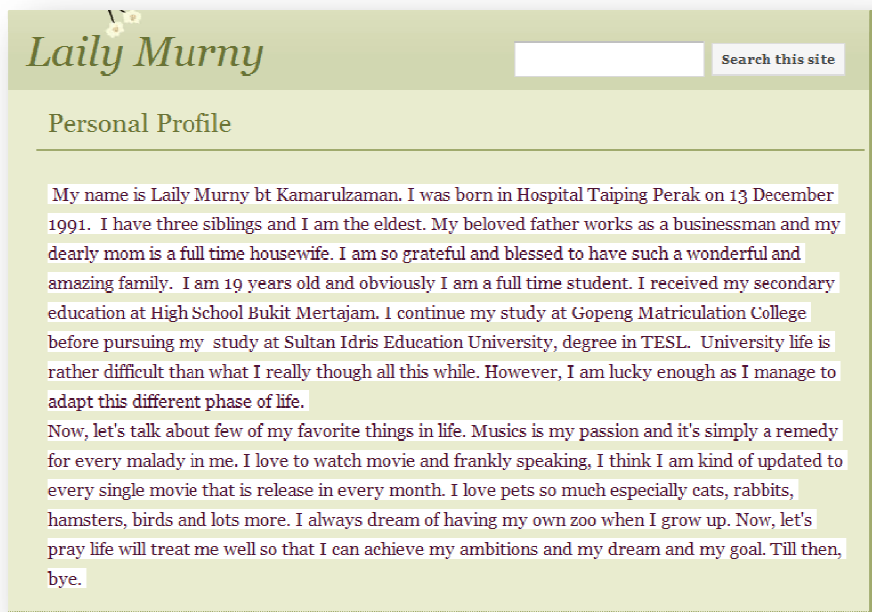 Laily Murny
Search this site
Personal Profile
My name is Laily Murny bt Kamarulzaman. I was born in Hospital Taiping Perak on 13 December
1991.  I have three siblings and I am the eldest. My beloved father works as a businessman and my
dearly mom is a full time housewife. I am so grateful and blessed to have such a wonderful and
amazing family.  I am 19 years old and obviously I am a full time student. I received my secondary
education at High School Bukit Mertajam. I continue my study at Gopeng Matriculation College
before pursuing my  study at Sultan Idris Education University, degree in TESL.  University life is
rather difficult than what I really though all this while. However, I am lucky enough as I manage to
adapt this different phase of life.
Now, let's talk about few of my favorite things in life. Musics is my passion and it's simply a remedy
for every malady in me. I love to watch movie and frankly speaking, I think I am kind of updated to
every single movie that is release in every month. I love pets so much especially cats, rabbits,
hamsters, birds and lots more. I always dream of having my own zoo when I grow up. Now, let's
pray life will treat me well so that I can achieve my ambitions and my dream and my goal. Till then,
bye.